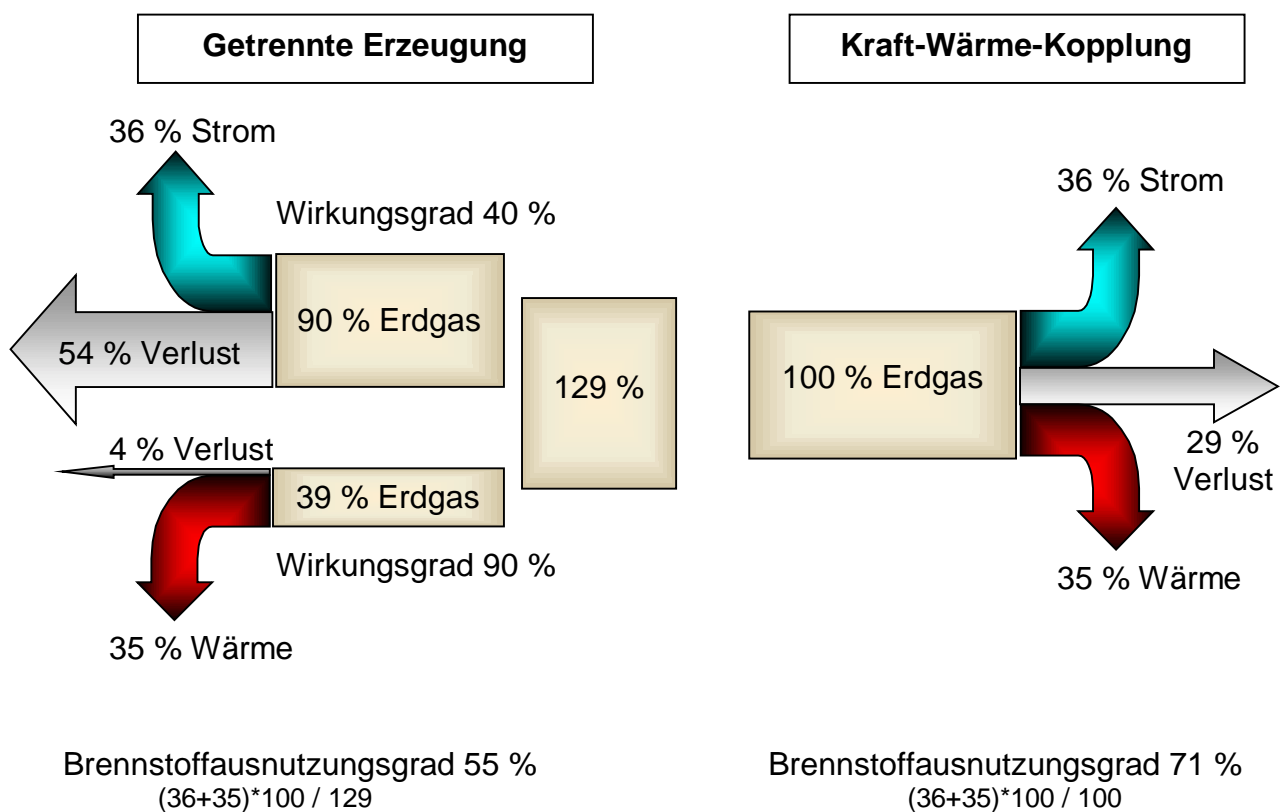 Getrennte Erzeugung
36 % Strom
Wirkungsgrad 40 %
90 % Erdgas
54 % Verlust
129 %
4 % Verlust
39 % Erdgas
Wirkungsgrad 90 %
35 % Wärme
Brennstoffausnutzungsgrad 55 %
(36+35)*100 / 129
Kraft-Wärme-Kopplung
36 % Strom
100 % Erdgas
29 %
Verlust
35 % Wärme
Brennstoffausnutzungsgrad 71 %
(36+35)*100 / 100